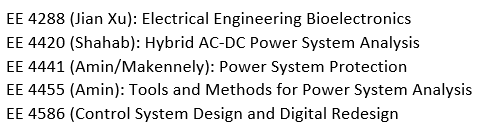 EE 4288 (Jian Xu): Electrical Engineering Bioelectronics
EE 4420 (Shahab): Hybrid AC-DC Power System Analysis
EE 4441 (Amin/Makennely): Power System Protection
EE 4455 (Amin): Tools and Methods for Power System Analysis
EE 4586 (Control System Design and Digital Redesign